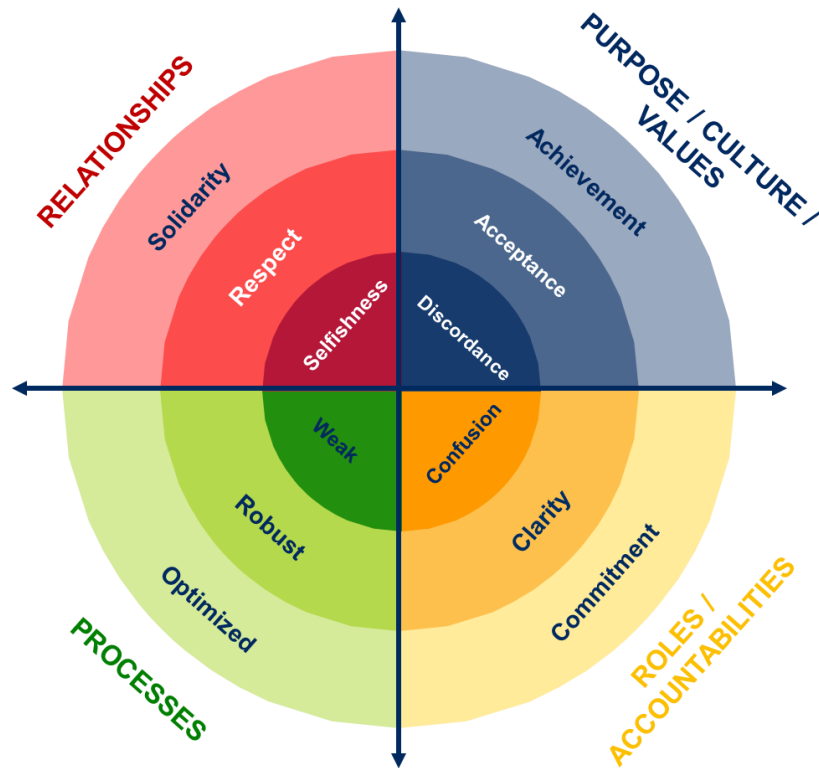 RELATIONSHIPS
Solidarity
Respect
Selfishness
PURPOSE / CULTURE /
VALUES
Achievement
Acceptance
Discordance
Weak
Robust
Optimized
PROCESSES
Confusion
Clarity
Commitment
ROLES /
ACCOUNTABILITIES